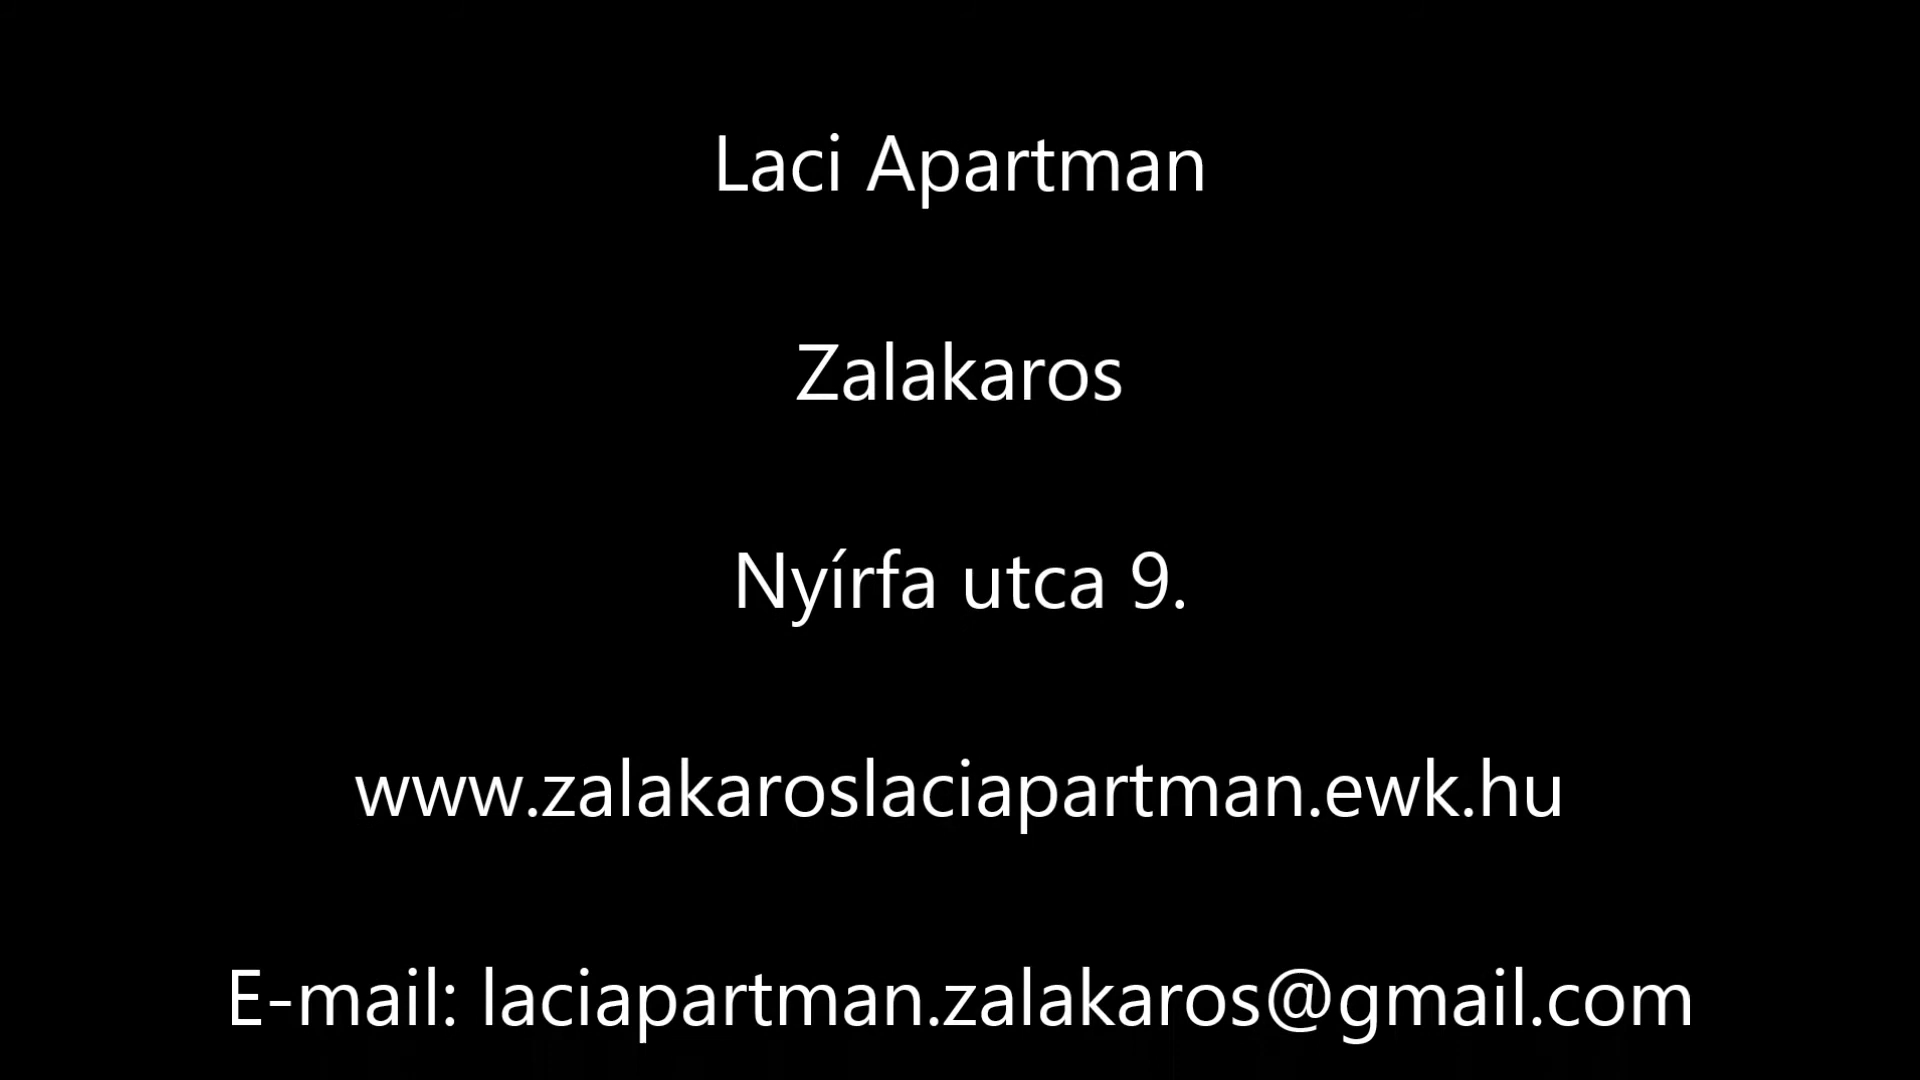 Laci Apartman
Zalakaros
Nyírfa utca 9.
www.zalakaroslaciapartman.ewk.hu
E-mail: laciapartman.zalakaros@gmail.com